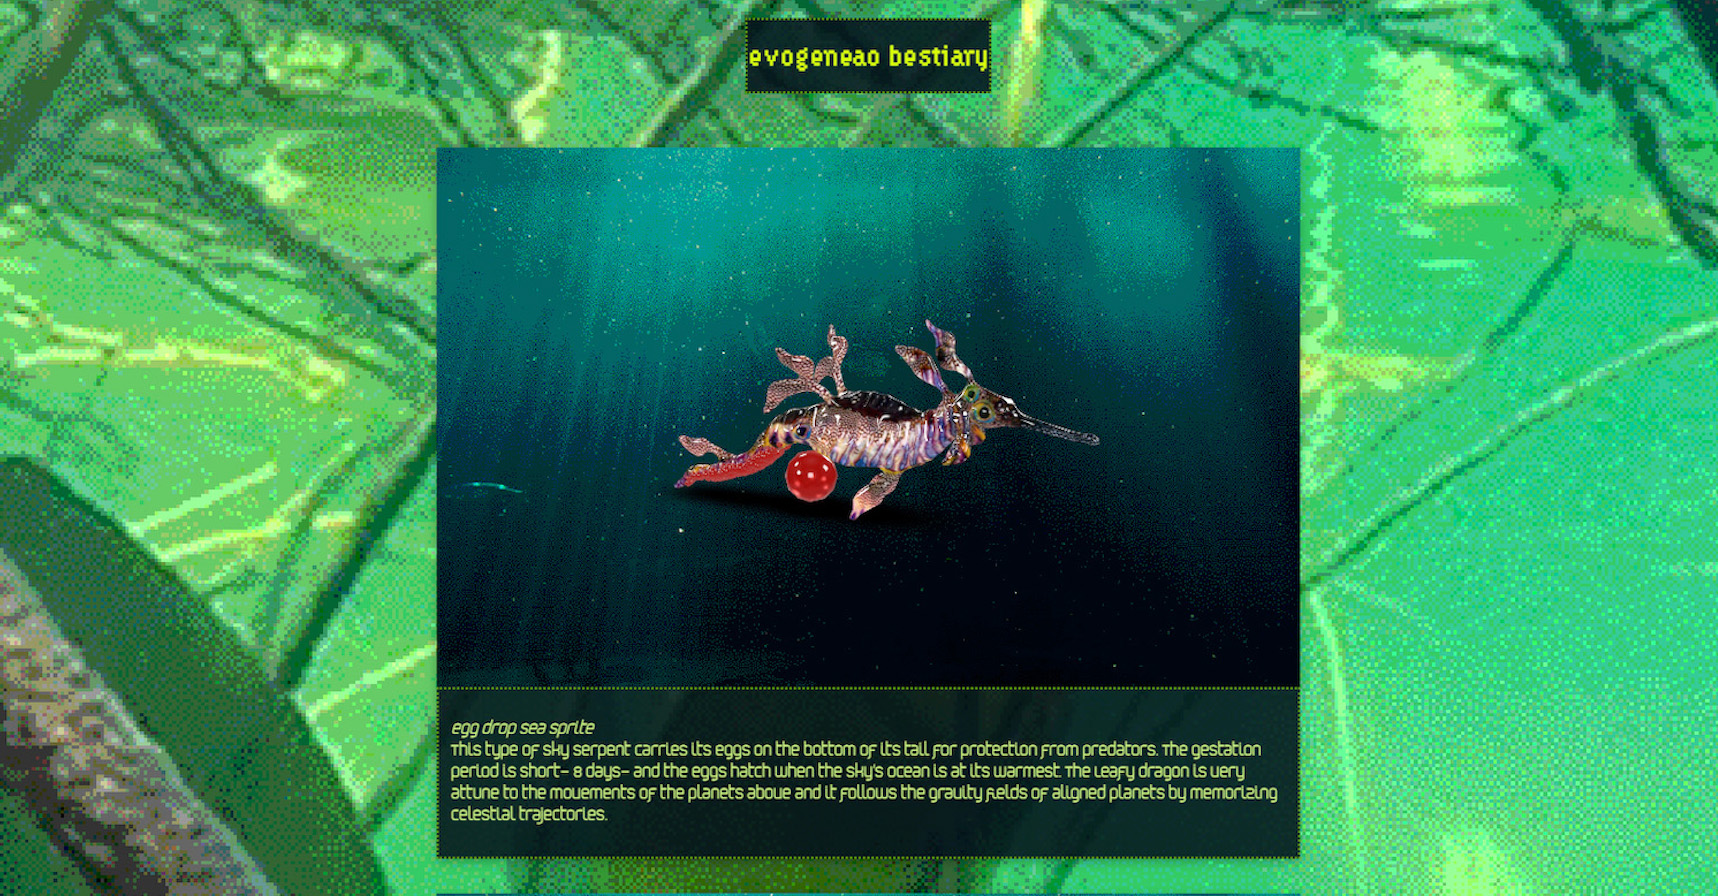 evogeneao bestiary
egg drop sea sprite
This type of sky serpent carries its eggs on the bottom of its tail for protection from predators. The gestation
period is short- 8 days- and the eggs hatch when the sky's ocean is at its warmest. The leafy dragon is very
attune to the movements of the planets above and it follows the gravity fields of aligned planets by memorizing
celestial trajectories.